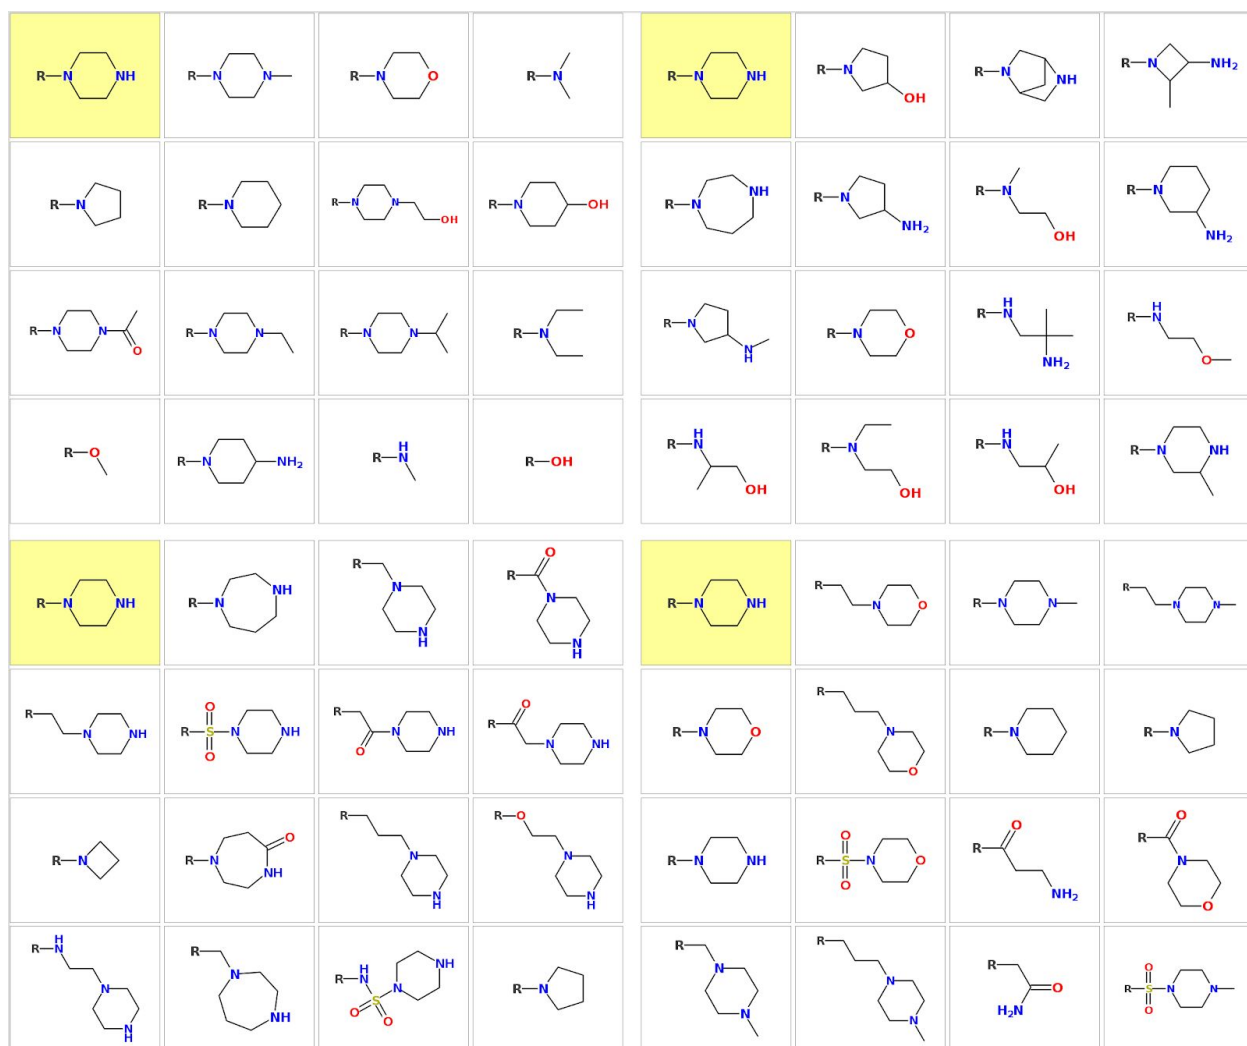 R N NH
R N N
R N O
R N
R N
R N
R N N OH
R N OH
R N N O
R N N
R N N
R N
R O
R N NH₂
R H N
R OH
R N NH
R N OH
R N NH
R N NH₂
R N NH
R N NH₂
R N OH
N NH₂
R N N H
R N O
H R N NH₂
H R N O
H R N OH
R N OH
H R N OH
R N NH
R N NH
R N NH
R N N H
O R N N H
R N NH
O R S N NH O
R N NH O
O R N NH
R N
R N O NH
R N N H
R O N N H
H R N N N H
R N NH
H R N NH N S O O
R N
R N NH
R N O
R N N
R N N
R N O
R N O
R N
R N
R N NH
O R S N O O
O R NH₂
O R N O
R N N
R N N
R O H₂N
O R S N N O